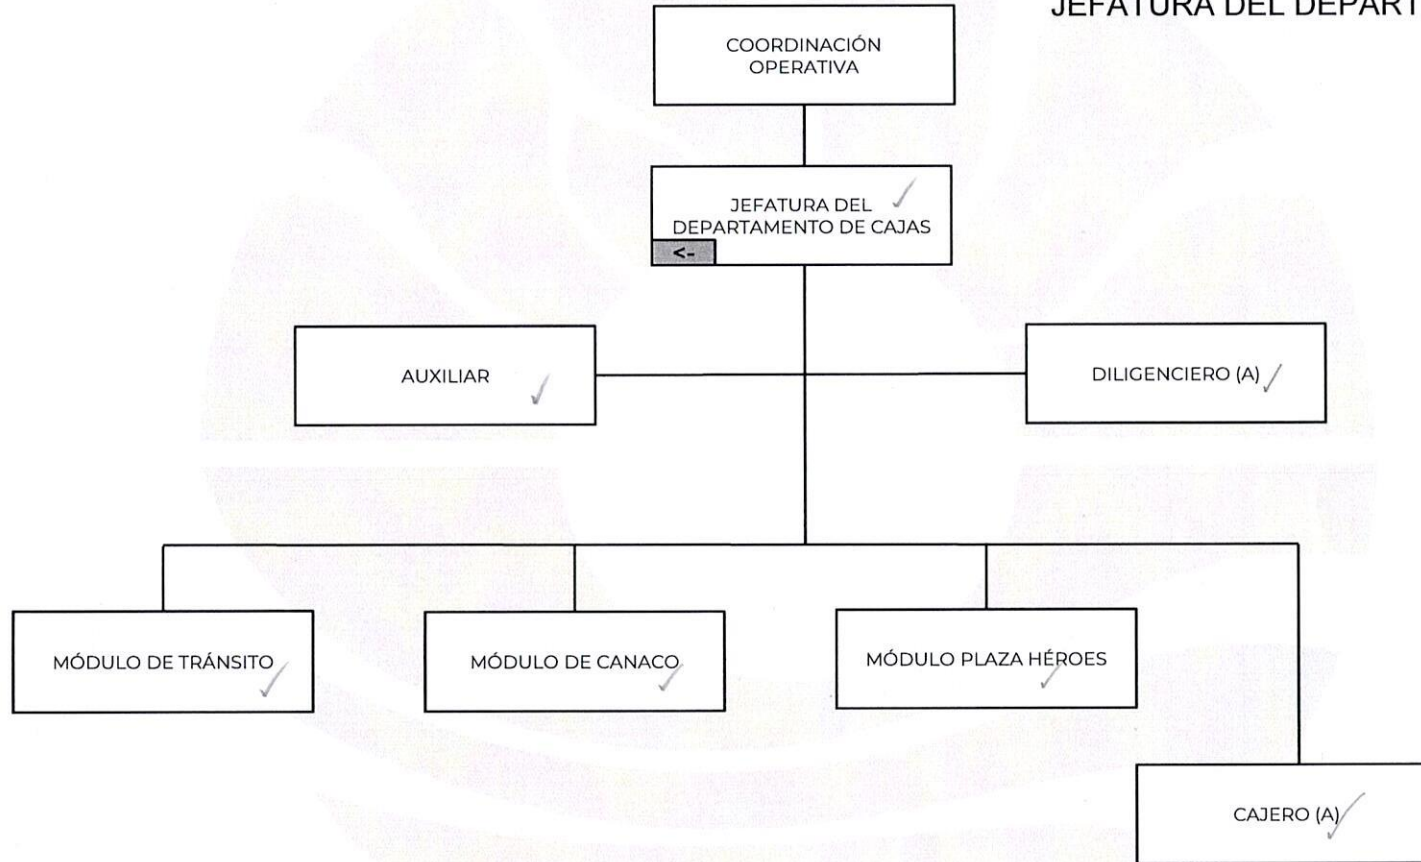 JEFATURA DEL DEPART
COORDINACIÓN
OPERATIVA
JEFATURA DEL
DEPARTAMENTO DE CAJAS
<-
AUXILIAR
DILIGENCIERO (A)
MÓDULO DE TRÁNSITO
MÓDULO DE CANACO
MÓDULO PLAZA HÉROES
CAJERO (A)